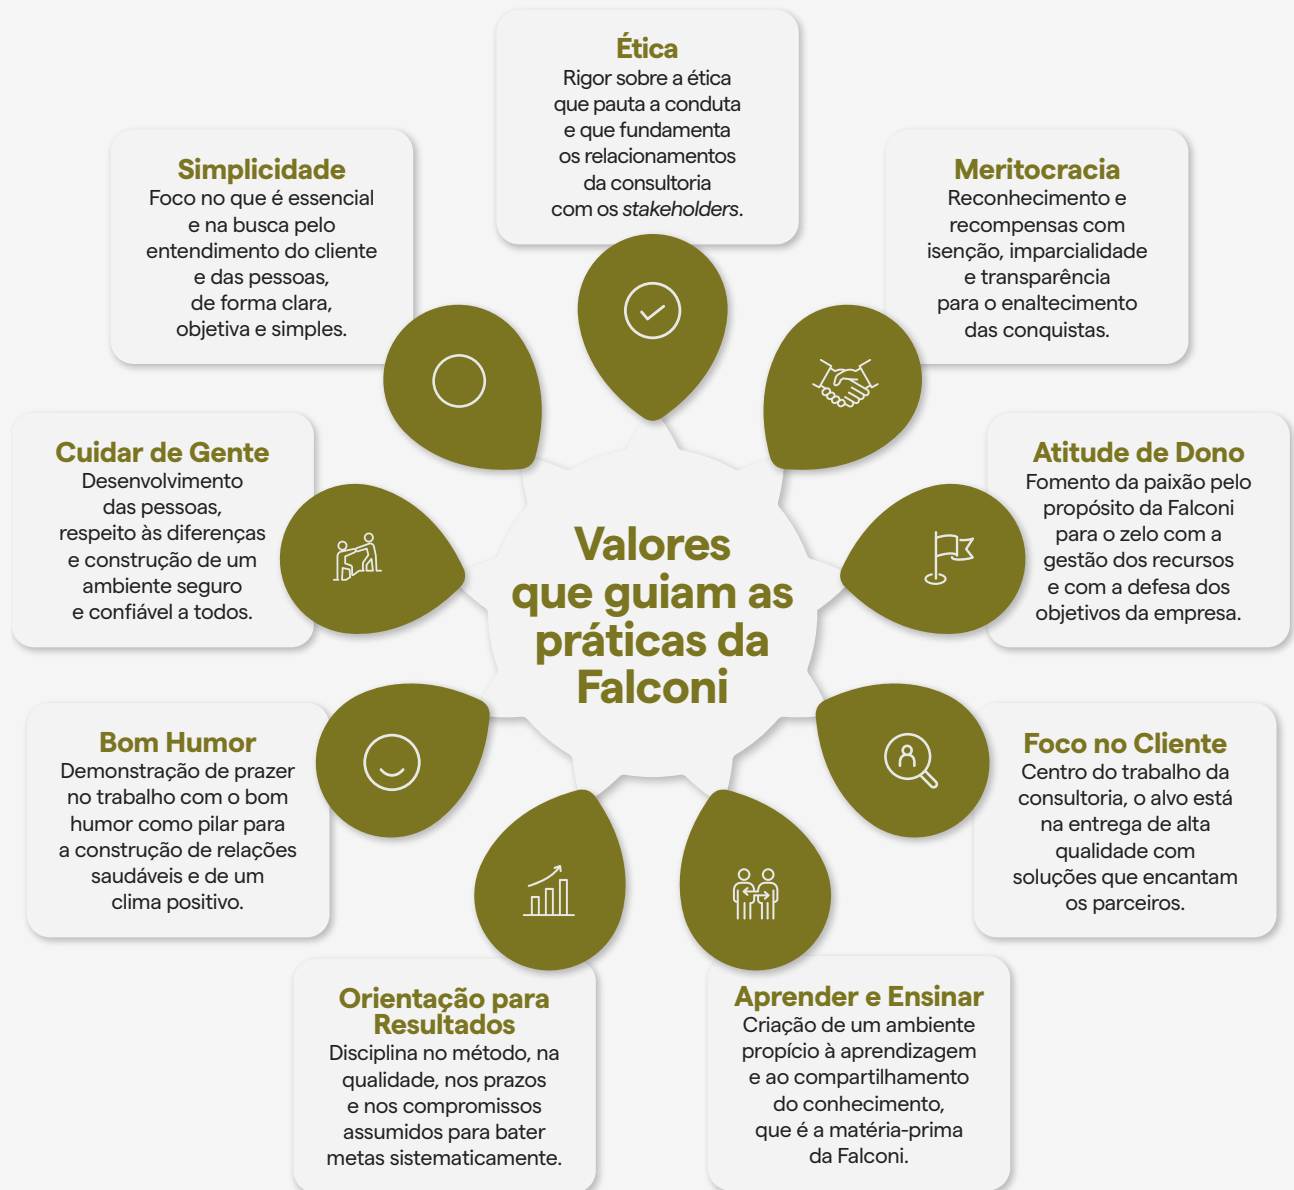 Ética
Rigor sobre a ética
que pauta a conduta
e que fundamenta
os relacionamentos
da consultoria
com os stakeholders.
Meritocracia
Reconhecimento e
recompensas com
isenção, imparcialidade
e transparência
para o enaltecimento
das conquistas.
Atitude de Dono
Fomento da paixão pelo
propósito da Falconi
para o zelo com a
gestão dos recursos
e com a defesa dos
objetivos da empresa.
Foco no Cliente
Centro do trabalho da
consultoria, o alvo está
na entrega de alta
qualidade com
soluções que encantam
os parceiros.
Aprender e Ensinar
Criação de um ambiente
propício à aprendizagem
e ao compartilhamento
do conhecimento,
que é a matéria-prima
da Falconi.
Orientação para
Resultados
Disciplina no método, na
qualidade, nos prazos
e nos compromissos
assumidos para bater
metas sistematicamente.
Bom Humor
Demonstração de prazer
no trabalho com o bom
humor como pilar para
a construção de relações
saudáveis e de um
clima positivo.
Cuidar de Gente
Desenvolvimento
das pessoas,
respeito às diferenças
e construção de um
ambiente seguro
e confiável a todos.
Simplicidade
Foco no que é essencial
e na busca pelo
entendimento do cliente
e das pessoas,
de forma clara,
objetiva e simples.
Valores
que guiam as
práticas da
Falconi